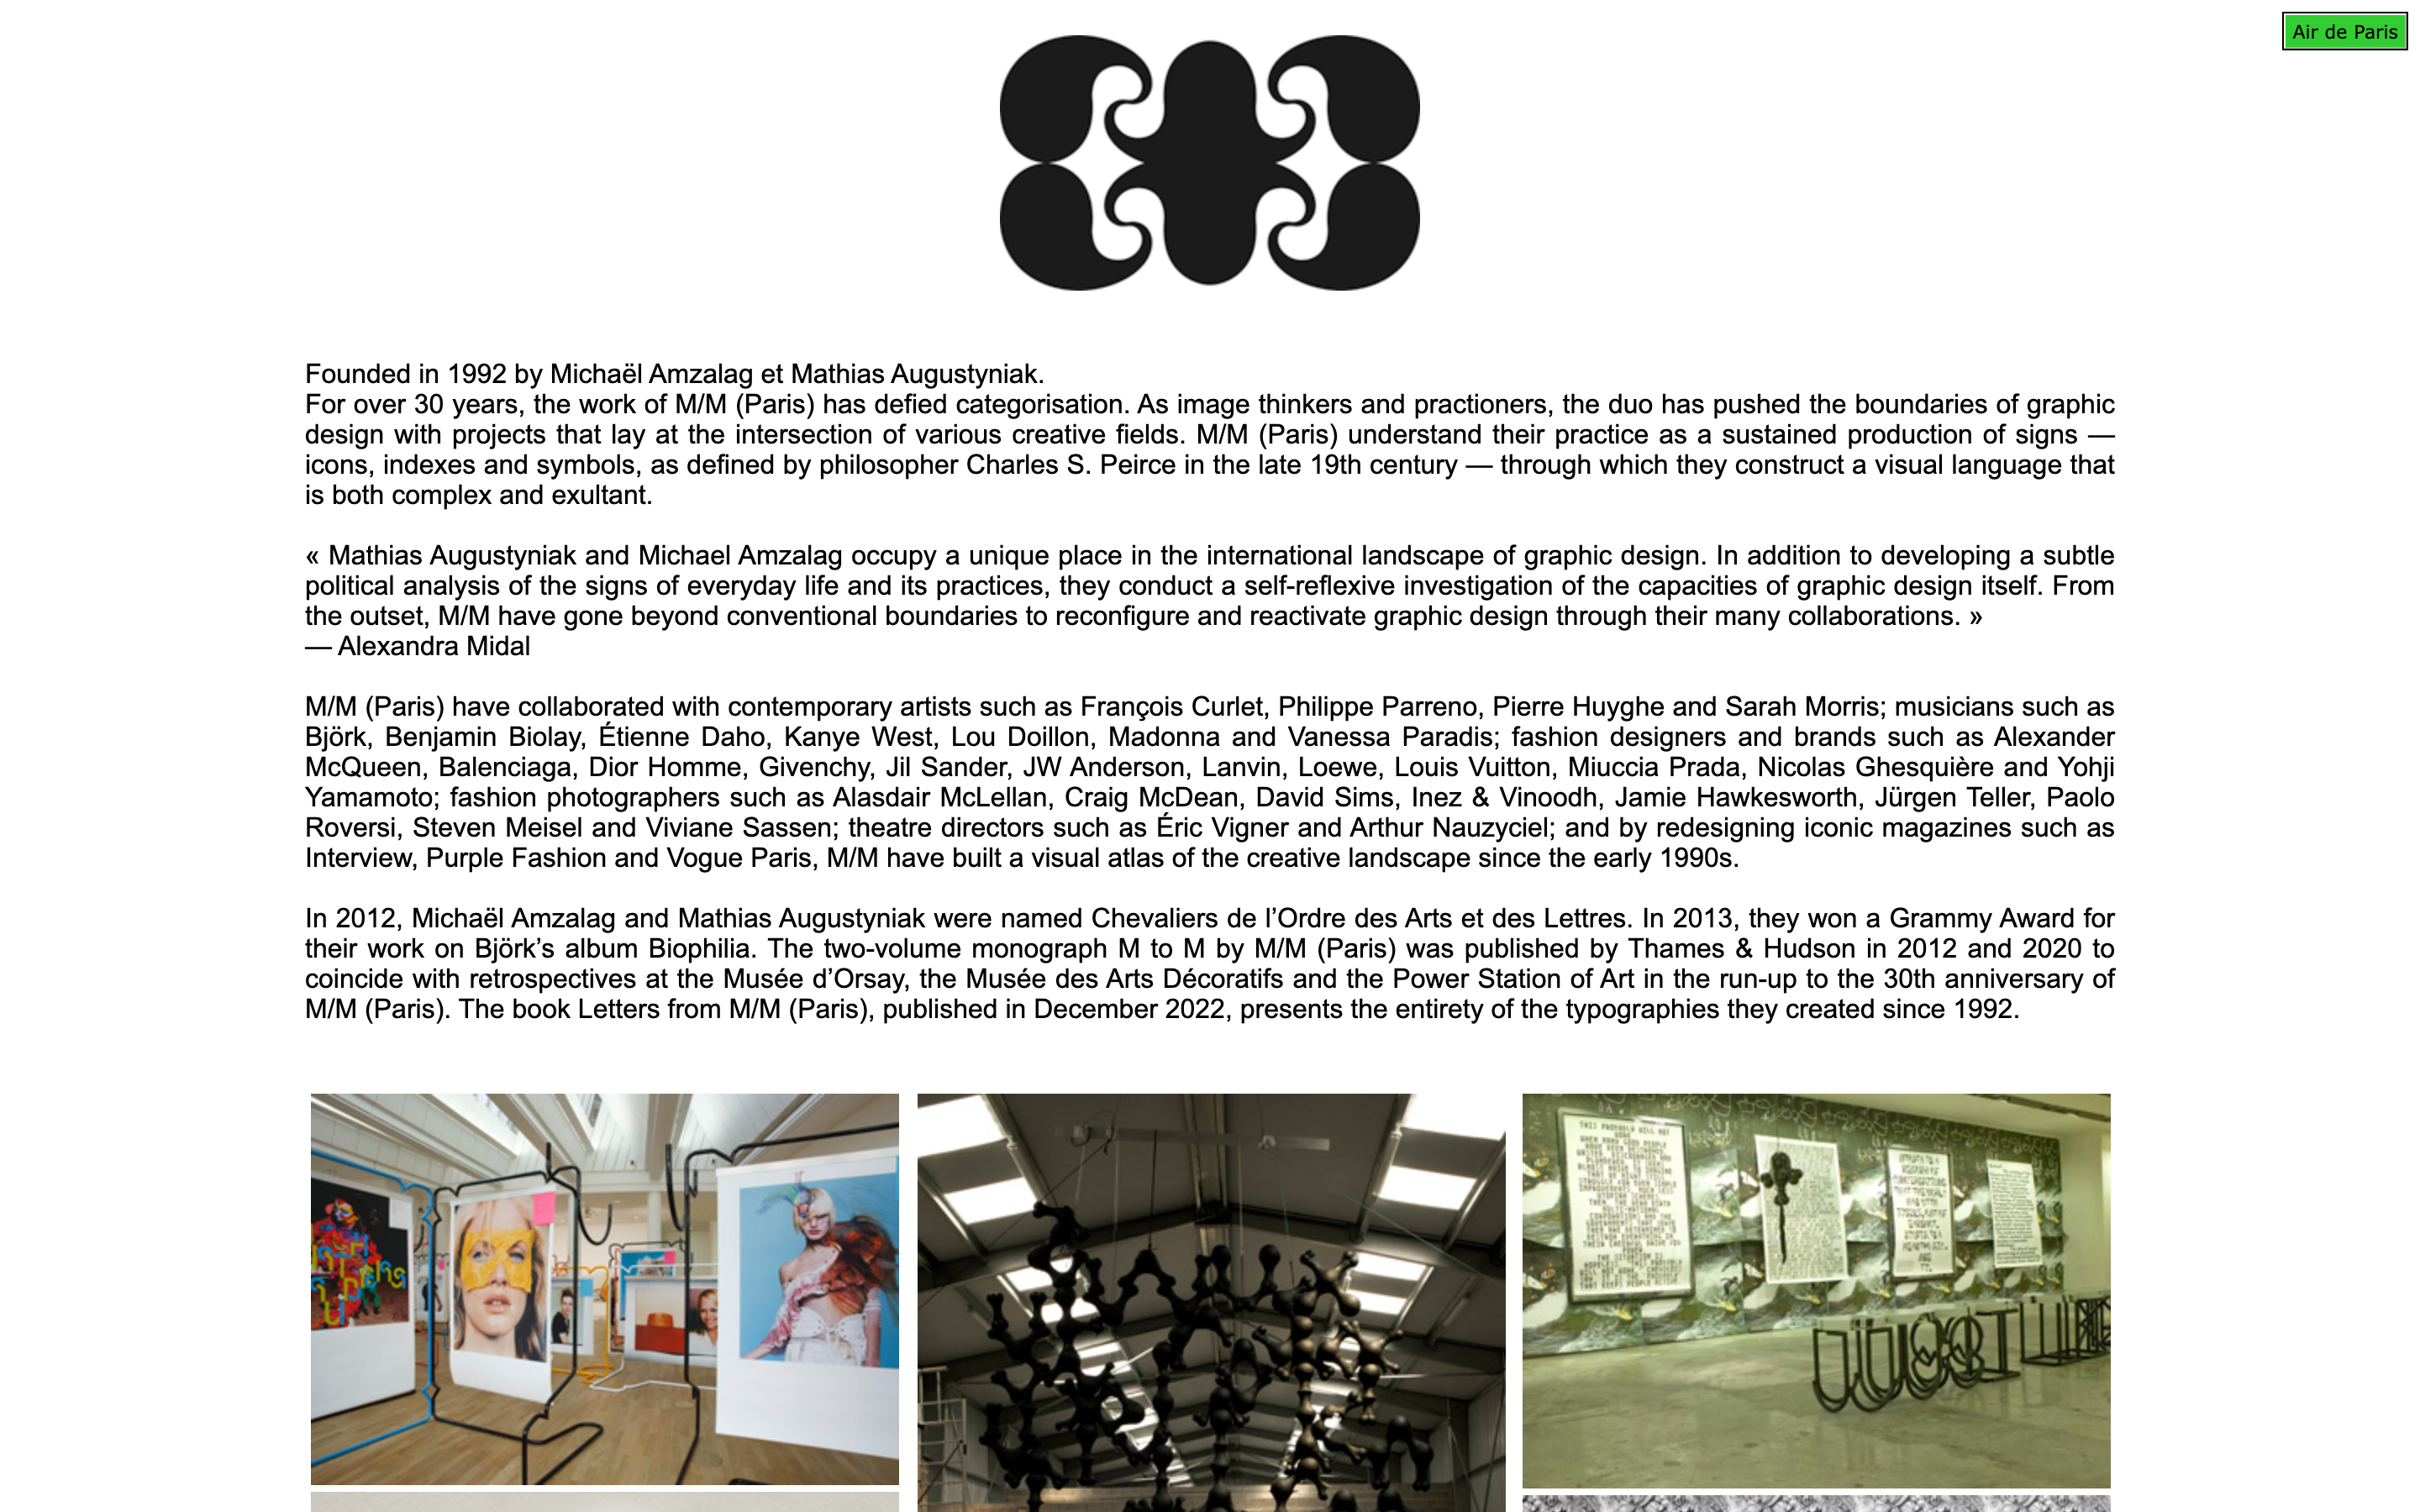 Air de Paris
Founded in 1992 by Michaël Amzalag et Mathias Augustyniak.
For over 30 years, the work of M/M (Paris) has defied categorisation. As image thinkers and practioners, the duo has pushed the boundaries of graphic
design with projects that lay at the intersection of various creative fields. M/M (Paris) understand their practice as a sustained production of signs —
icons, indexes and symbols, as defined by philosopher Charles S. Peirce in the late 19th century — through which they construct a visual language that
is both complex and exultant.
« Mathias Augustyniak and Michael Amzalag occupy a unique place in the international landscape of graphic design. In addition to developing a subtle
political analysis of the signs of everyday life and its practices, they conduct a self-reflexive investigation of the capacities of graphic design itself. From
the outset, M/M have gone beyond conventional boundaries to reconfigure and reactivate graphic design through their many collaborations. »
— Alexandra Midal
M/M (Paris) have collaborated with contemporary artists such as François Curlet, Philippe Parreno, Pierre Huyghe and Sarah Morris; musicians such as
Björk, Benjamin Biolay, Étienne Daho, Kanye West, Lou Doillon, Madonna and Vanessa Paradis; fashion designers and brands such as Alexander
McQueen, Balenciaga, Dior Homme, Givenchy, Jil Sander, JW Anderson, Lanvin, Loewe, Louis Vuitton, Miuccia Prada, Nicolas Ghesquière and Yohji
Yamamoto; fashion photographers such as Alasdair McLellan, Craig McDean, David Sims, Inez & Vinoodh, Jamie Hawkesworth, Jürgen Teller, Paolo
Roversi, Steven Meisel and Viviane Sassen; theatre directors such as Éric Vigner and Arthur Nauzyciel; and by redesigning iconic magazines such as
Interview, Purple Fashion and Vogue Paris, M/M have built a visual atlas of the creative landscape since the early 1990s.
In 2012, Michaël Amzalag and Mathias Augustyniak were named Chevaliers de l’Ordre des Arts et des Lettres. In 2013, they won a Grammy Award for
their work on Björk’s album Biophilia. The two-volume monograph M to M by M/M (Paris) was published by Thames & Hudson in 2012 and 2020 to
coincide with retrospectives at the Musée d’Orsay, the Musée des Arts Décoratifs and the Power Station of Art in the run-up to the 30th anniversary of
M/M (Paris). The book Letters from M/M (Paris), published in December 2022, presents the entirety of the typographies they created since 1992.
THIS PROBABLY WILL NOT